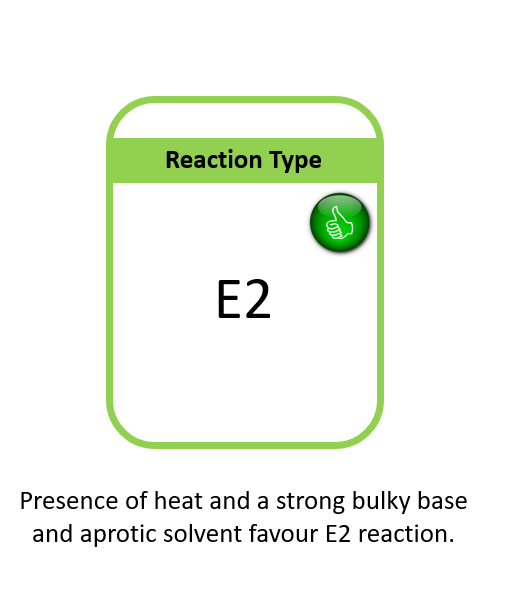 Reaction Type
E2
Presence of heat and a strong bulky base
and aprotic solvent favour E2 reaction.